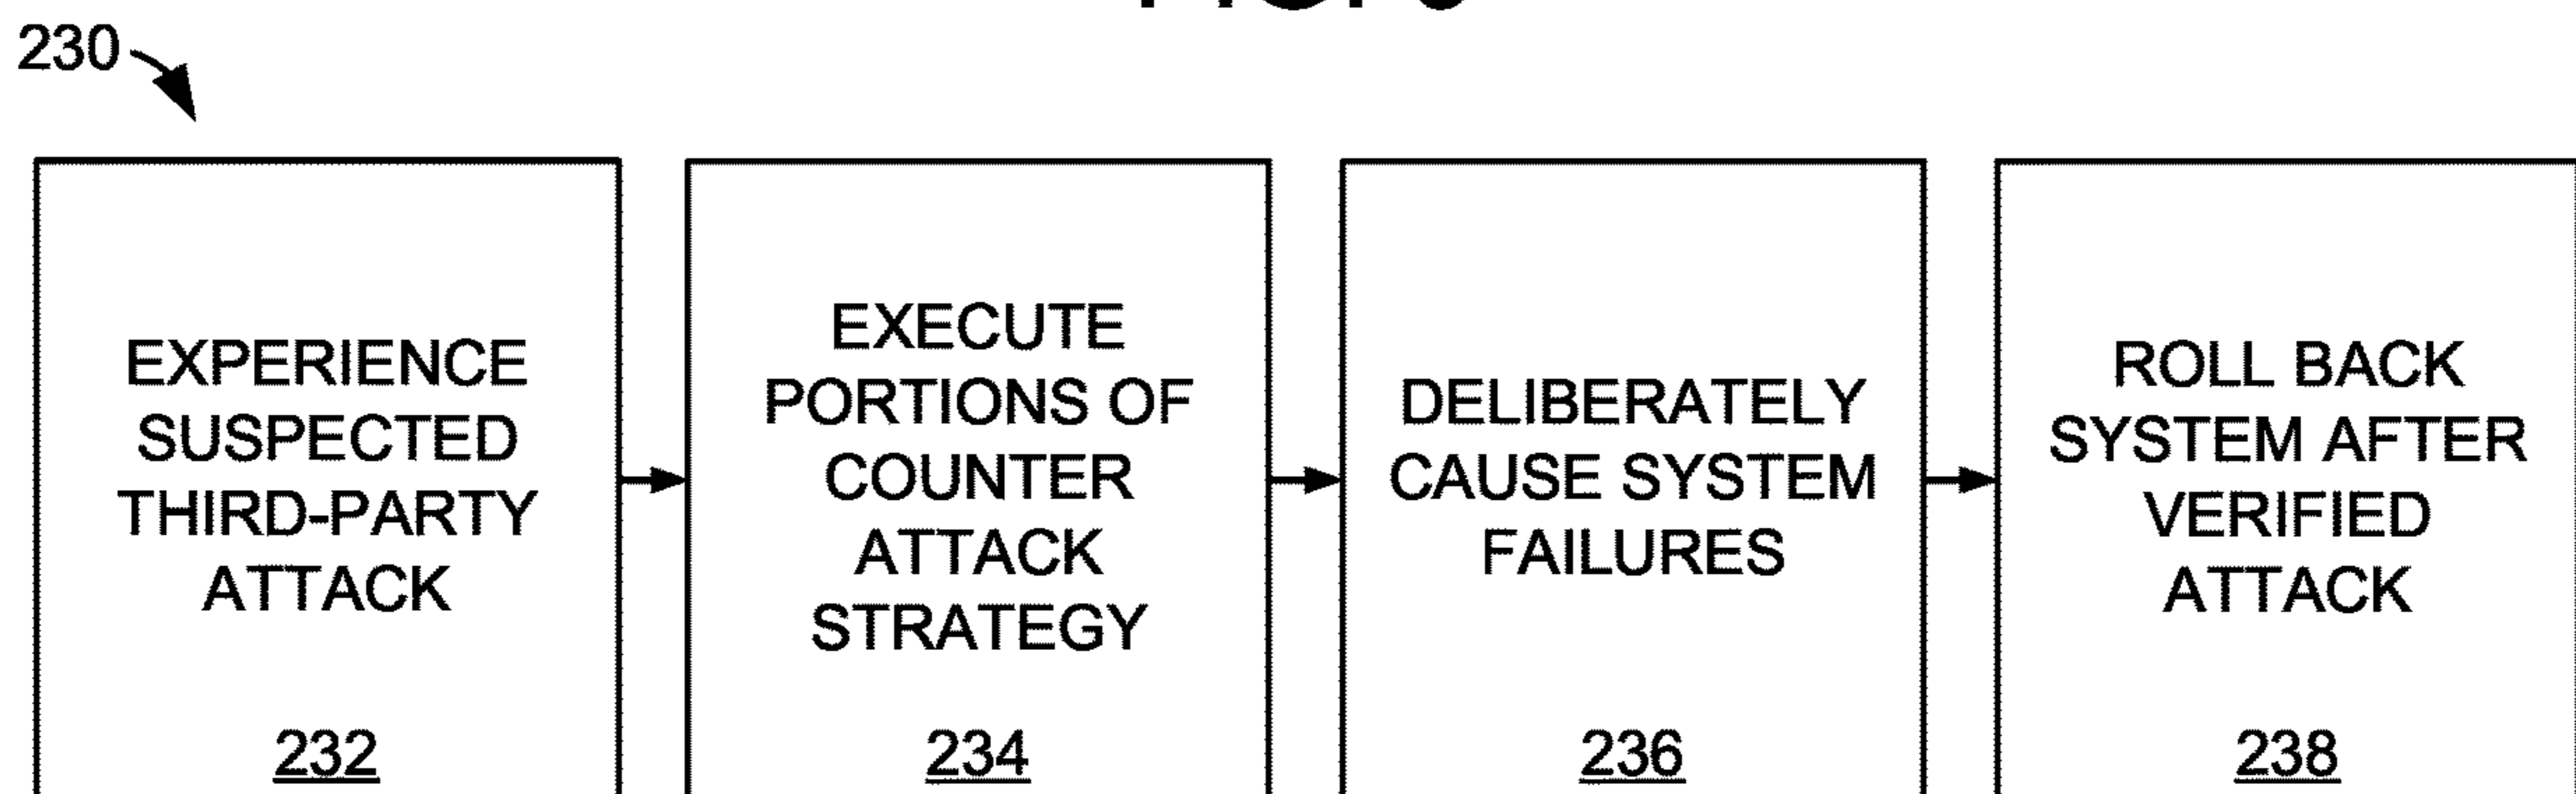 230
EXPERIENCE
SUSPECTED
THIRD-PARTY
ATTACK
232
EXECUTE
PORTIONS OF
COUNTER
ATTACK
STRATEGY
234
DELIBERATELY
CAUSE SYSTEM
FAILURES
236
ROLL BACK
SYSTEM AFTER
VERIFIED
ATTACK
238